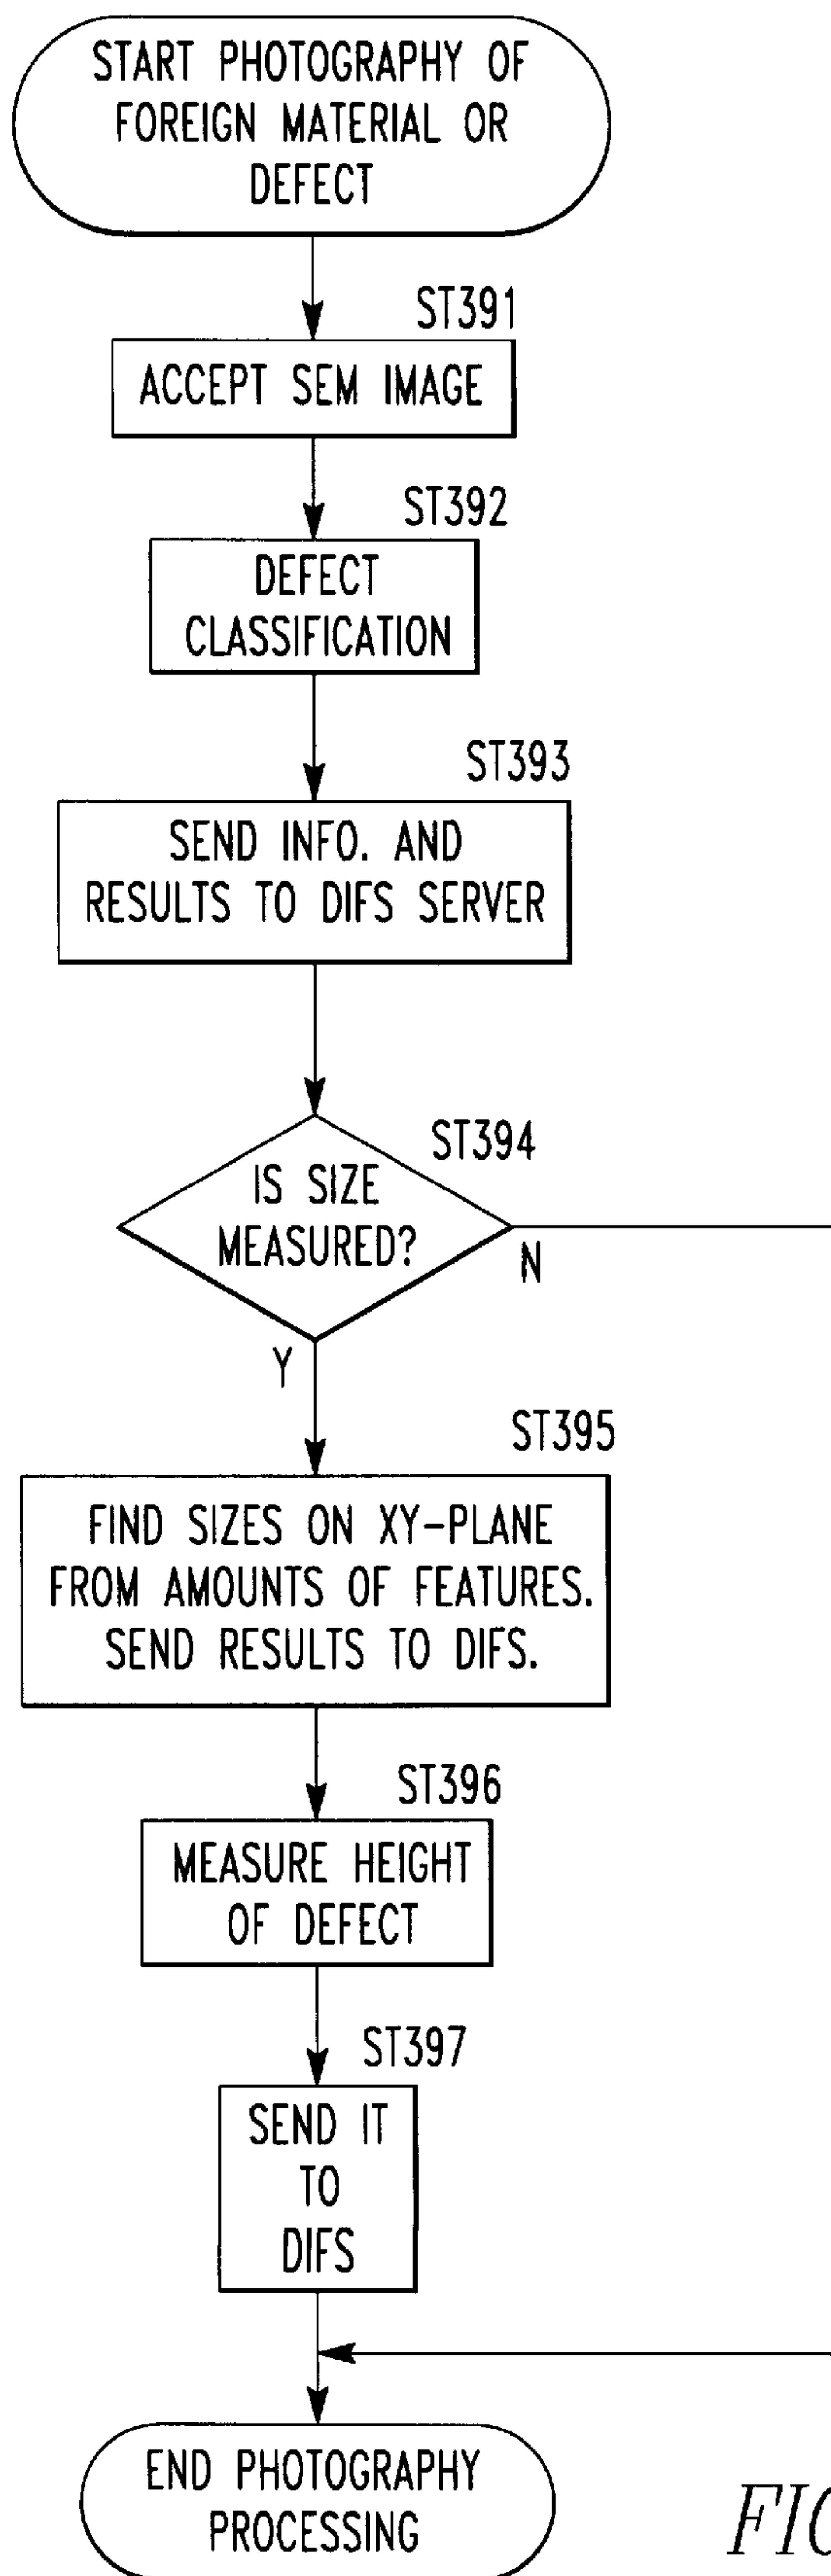 START PHOTOGRAPHY OF
FOREIGN MATERIAL OR
DEFECT
ST391
ACCEPT SEM IMAGE
ST392
DEFECT
CLASSIFICATION
ST393
SEND INFO. AND
RESULTS TO DIFS SERVER
ST394
IS SIZE
MEASURED?
N
Y
ST395
FIND SIZES ON XY-PLANE
FROM AMOUNTS OF FEATURES.
SEND RESULTS TO DIFS.
ST396
MEASURE HEIGHT
OF DEFECT
ST397
SEND IT
TO
DIFS
END PHOTOGRAPHY
PROCESSING